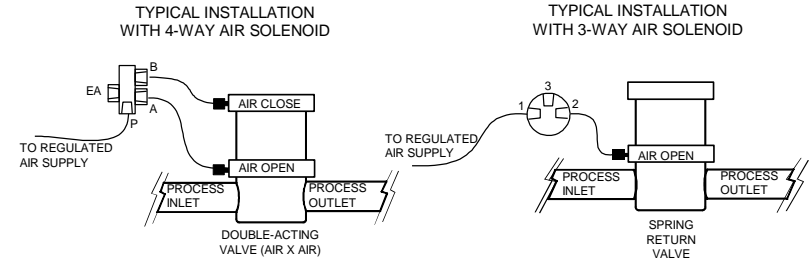 TYPICAL INSTALLATION
WITH 4-WAY AIR SOLENOID
B
EA
A
P
AIR CLOSE
TO REGULATED
AIR SUPPLY
AIR OPEN
PROCESS
INLET
PROCESS
OUTLET
DOUBLE-ACTING
VALVE (AIR X AIR)
TYPICAL INSTALLATION
WITH 3-WAY AIR SOLENOID
3
1
2
TO REGULATED
AIR SUPPLY
AIR OPEN
PROCESS
INLET
PROCESS
OUTLET
SPRING
RETURN
VALVE